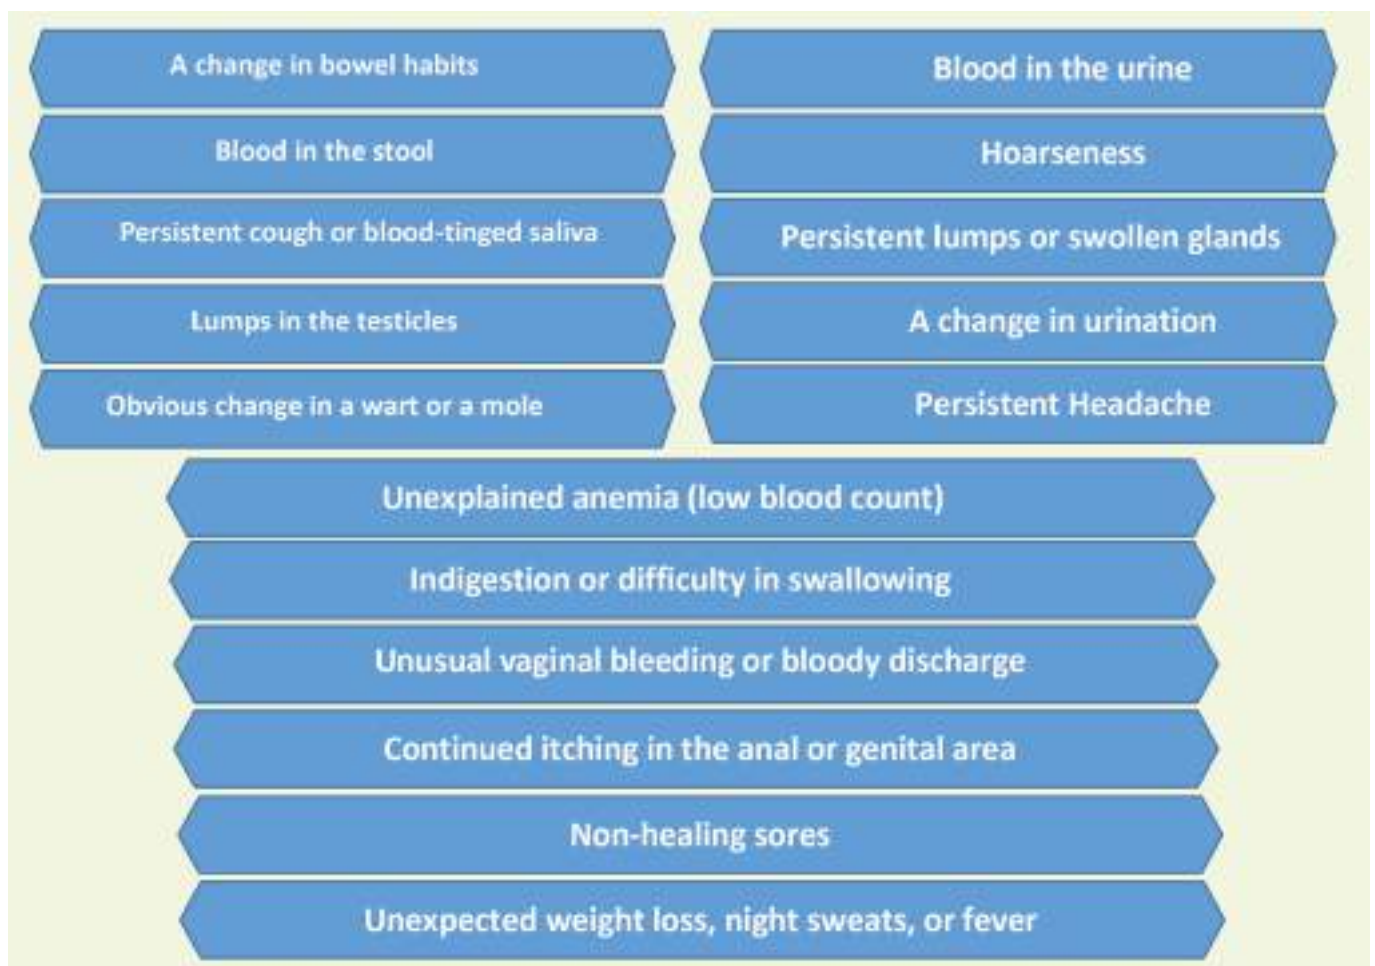 A change in bowel habits
Blood in the stool
Persistent cough or blood-tinged saliva
Lumps in the testicles
Obvious change in a wart or a mole
Blood in the urine
Hoarseness
Persistent lumps or swollen glands
A change in urination
Persistent Headache
Unexplained anemia (low blood count)
Indigestion or difficulty in swallowing
Unusual vaginal bleeding or bloody discharge
Continued itching in the anal or genital area
Non-healing sores
Unexpected weight loss, night sweats, or fever